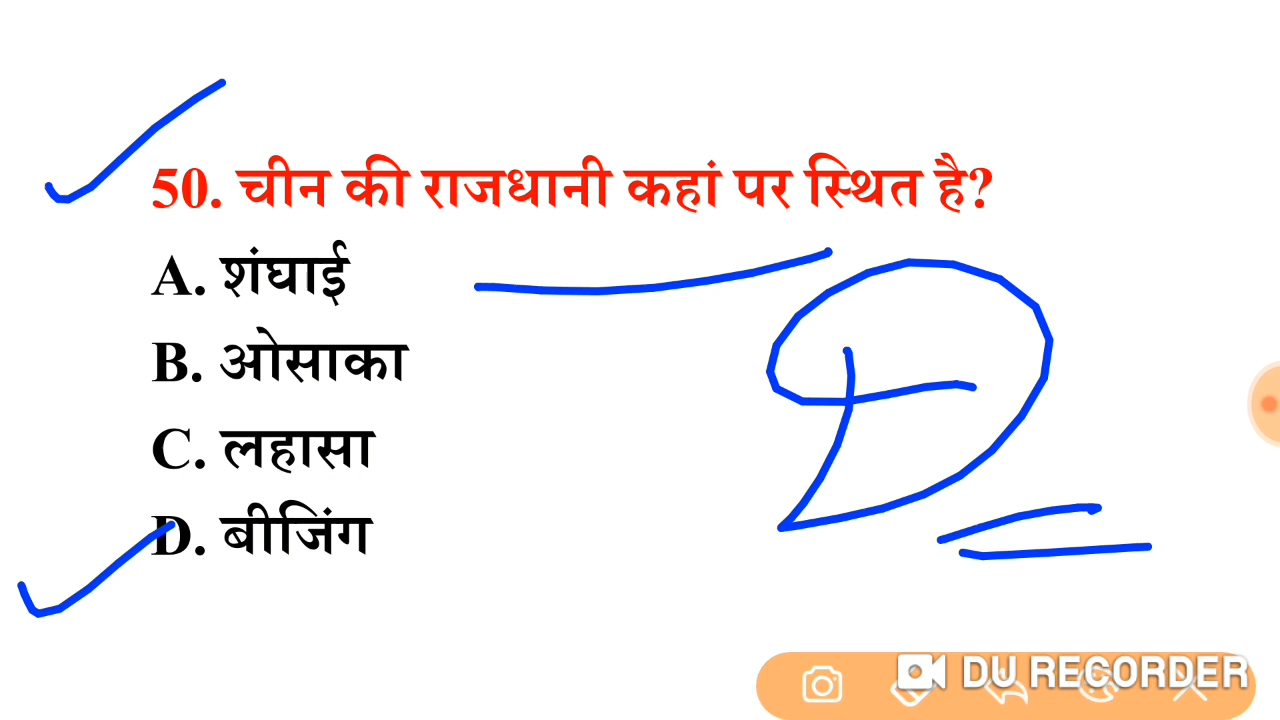 50. चीन की राजधानी कहां पर स्थित है?
A. शंघाई
B. ओसाका
C. लहासा
D. बीजिंग
D
DU RECORDER